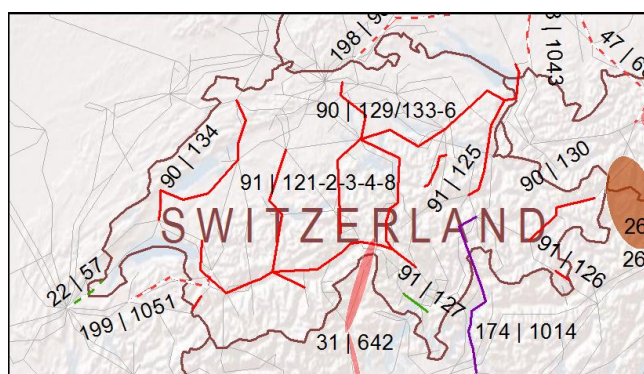 198 | 9
3 | 1043
47 | 6
90 | 129/133-6
90 | 134
91 | 121-2-3-4-8
91 | 125
90 | 130
SWITZERLAND
26
26
22 | 57
91 | 126
91 | 127
199 | 1051
31 | 642
174 | 1014